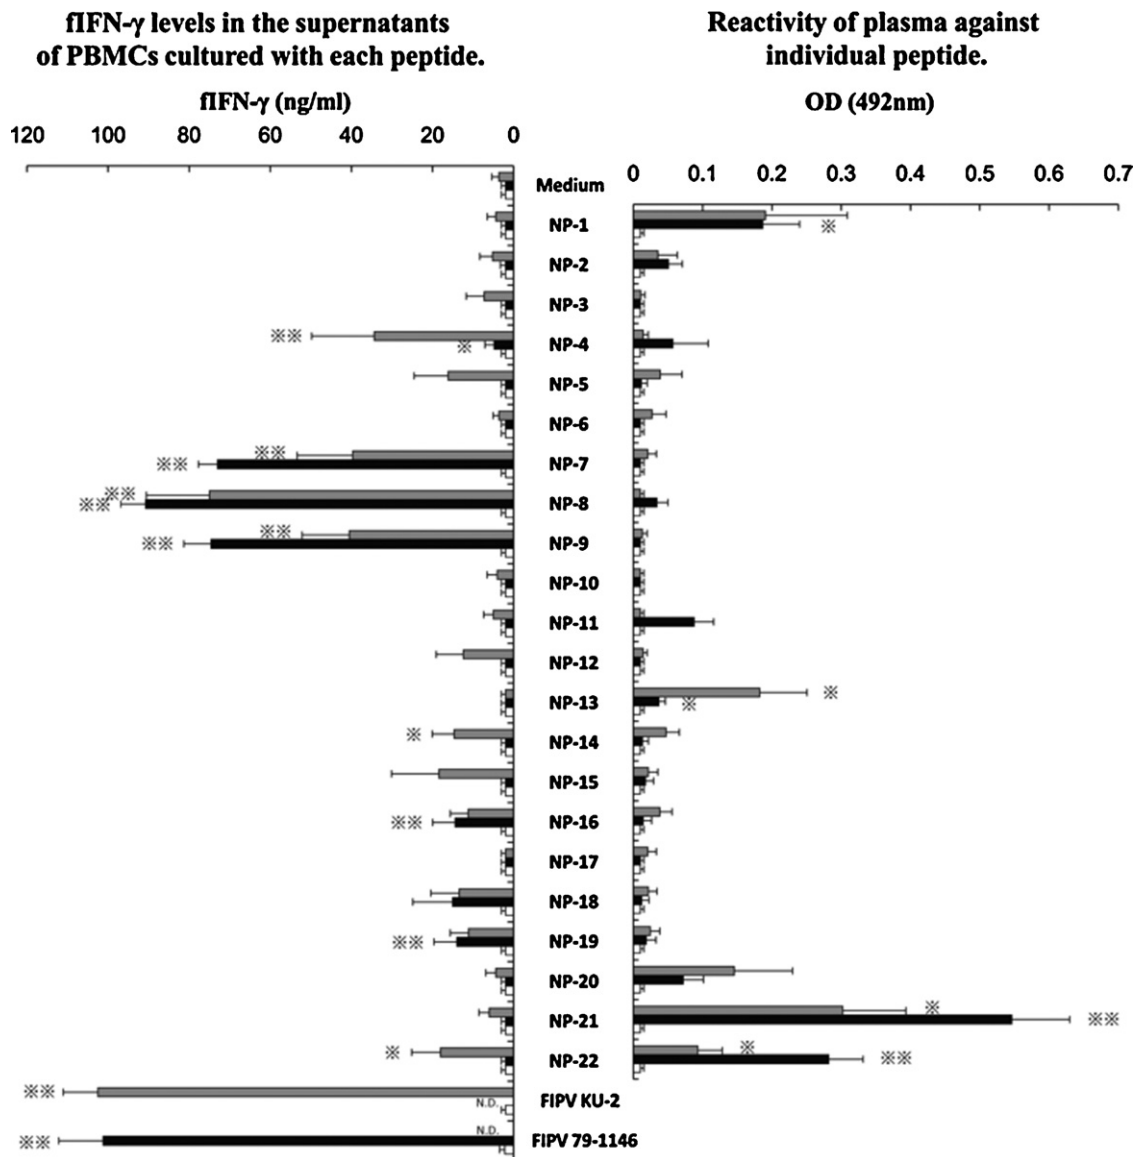 fIFN-γ levels in the supernatants
of PBMCs cultured with each peptide.
fIFN-γ (ng/ml)
120 100 80 60 40 20 0
Reactivity of plasma against
individual peptide.
OD (492nm)
0 0.1 0.2 0.3 0.4 0.5 0.6 0.7
Medium
NP-1 ※
NP-2
NP-3
※※ ※ NP-4
NP-5
NP-6
※※ ※※ NP-7
※※ ※※ NP-8
※※ ※※ NP-9
NP-10
NP-11
NP-12
NP-13 ※ ※
※ NP-14
NP-15
※※ NP-16
NP-17
NP-18
※※ NP-19
NP-20
NP-21 ※ ※※
※ NP-22 ※ ※※
※※ N.D. FIPV KU-2
※※ N.D. FIPV 79-1146